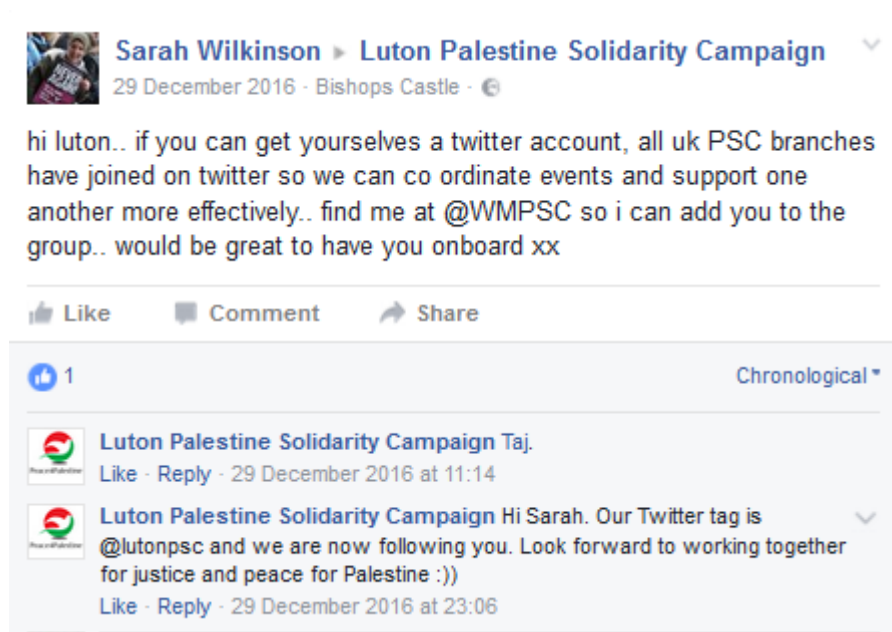 Sarah Wilkinson ▸ Luton Palestine Solidarity Campaign
29 December 2016 · Bishops Castle ·
hi luton.. if you can get yourselves a twitter account, all uk PSC branches
have joined on twitter so we can co ordinate events and support one
another more effectively.. find me at @WMPSC so i can add you to the
group.. would be great to have you onboard xx
Like Comment Share
1 Chronological
Luton Palestine Solidarity Campaign Taj.
Like · Reply · 29 December 2016 at 11:14
Luton Palestine Solidarity Campaign Hi Sarah. Our Twitter tag is
@lutonpsc and we are now following you. Look forward to working together
for justice and peace for Palestine :))
Like · Reply · 29 December 2016 at 23:06